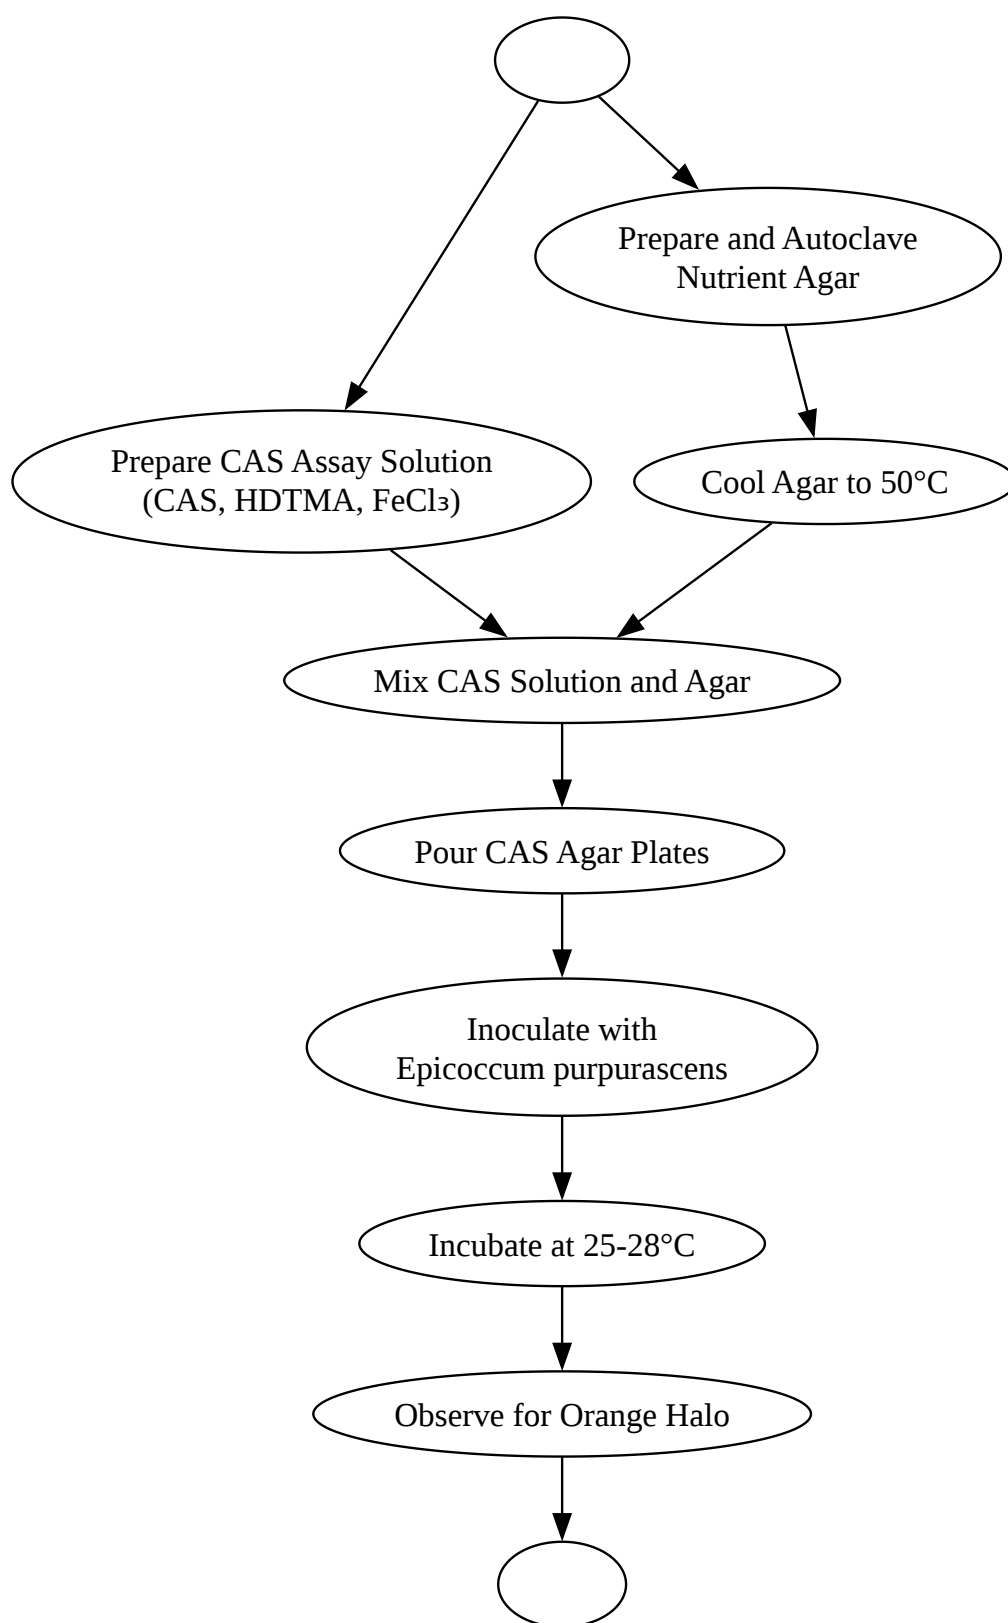 Prepare and Autoclave
Nutrient Agar
Prepare CAS Assay Solution
(CAS, HDTMA, FeCl₃)
Cool Agar to 50°C
Mix CAS Solution and Agar
Pour CAS Agar Plates
Inoculate with
Epicoccum purpurascens
Incubate at 25-28°C
Observe for Orange Halo